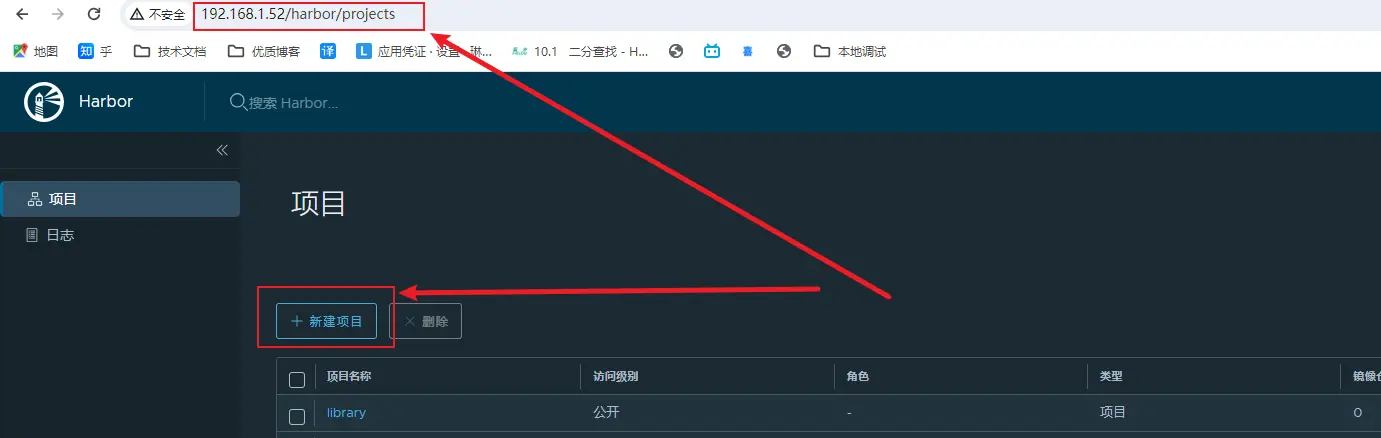 不安全 192.168.1.52/harbor/projects
地图 知 乎 技术文档 优质博客 译 L 应用凭证 · 设置 · 琳... 10.1 二分查找 - H... 本地调试
Harbor 搜索 Harbor...
项目
日志
项目
+ 新建项目 × 删除
项目名称 访问级别 角色 类型 镜像
library 公开 - 项目 0